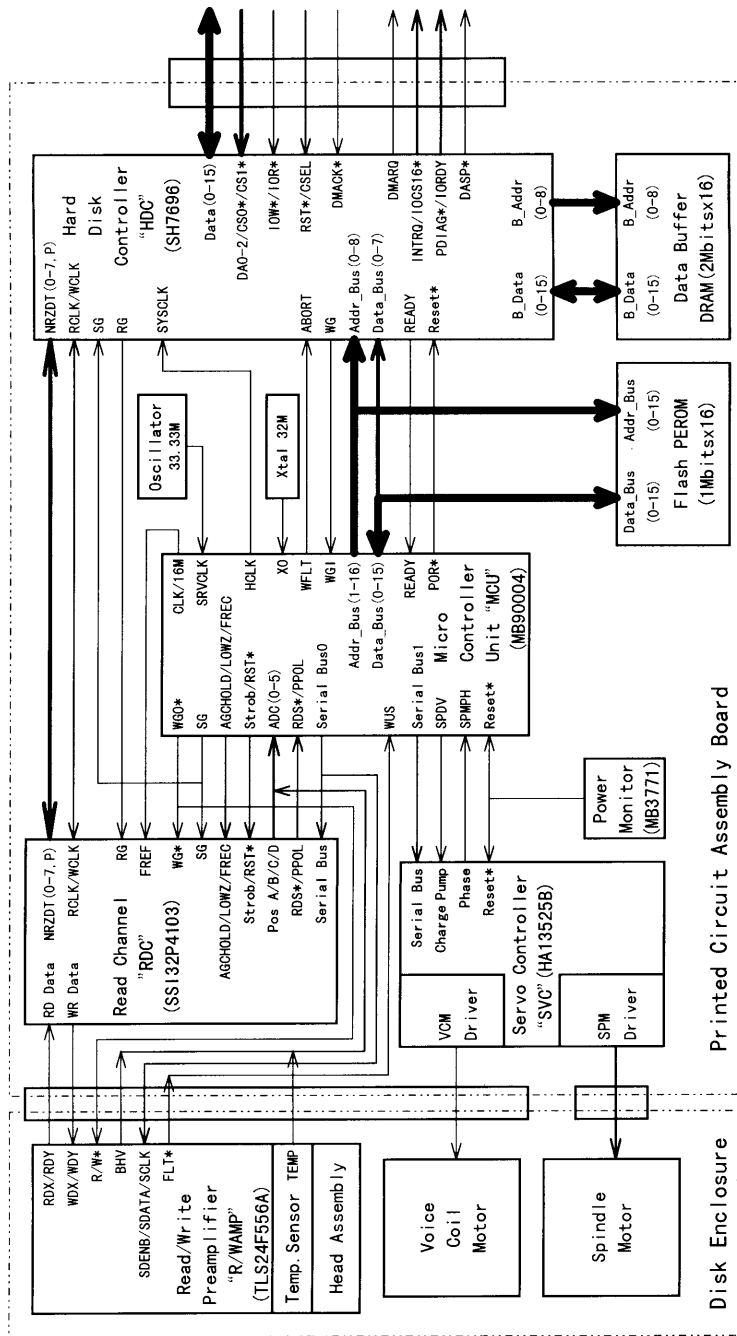 RDX/RDY
WDX/WDY
R/W*
BHV
SDENB/SDATA/SCLK
FLT*
Read/Write
Preamplifier
"R/WAMP"
(TLS24F556A)
Temp. Sensor TEMP
Head Assembly
Voice
Coil
Motor
Spindle
Motor
Disk Enclosure
RD Data
WR Data
NRZDT(0-7, P)
RCLK/WCLK
RG
FREF
WG*
SG
AGCHOLD/LOWZ/FREC
Strob/RST*
Pos A/B/C/D
RDS*/PPOL
Serial Bus
Read Channel
"RDC"
(SSI32P4103)
Serial Bus
Charge Pump
Phase
Reset*
VCM
Driver
Servo Controller
"SVC"(HA13525B)
SPM
Driver
Power
Monitor
(MB3771)
WGO*
SG
AGCHOLD/LOWZ/FREC
Strob/RST*
ADC(0-5)
RDS*/PPOL
Serial Bus0
WUS
Serial Bus1
SPDV
SPMPH
Reset*
CLK/16M
SRVCLK
HCLK
XO
WFLT
WGI
Addr_Bus(1-16)
Data_Bus(0-15)
READY
POR*
Micro
Controller
Unit "MCU"
(MB90004)
Printed Circuit Assembly Board
Oscillator
33.33M
Xtal 32M
NRZDT(0-7, P)
RCLK/WCLK
SG
RG
SYSCLK
ABORT
WG
Addr_Bus(0-8)
Data_Bus(0-7)
READY
Reset*
Hard
Disk
Controller
"HDC"
(SH7696)
Data(0-15)
DAO-2/CSO*/CS1*
IOW*/IOR*
RST*/CSEL
DMACK*
DMARQ
INTRQ/IOCS16*
PDIAG*/IORDY
DASP*
B_Data
(0-15)
B_Addr
(0-8)
Data_Bus
(0-15)
Addr_Bus
(0-15)
Flash PEROM
(1Mbitsx16)
B_Data
(0-15)
B_Addr
(0-8)
Data Buffer
DRAM(2Mbitsx16)